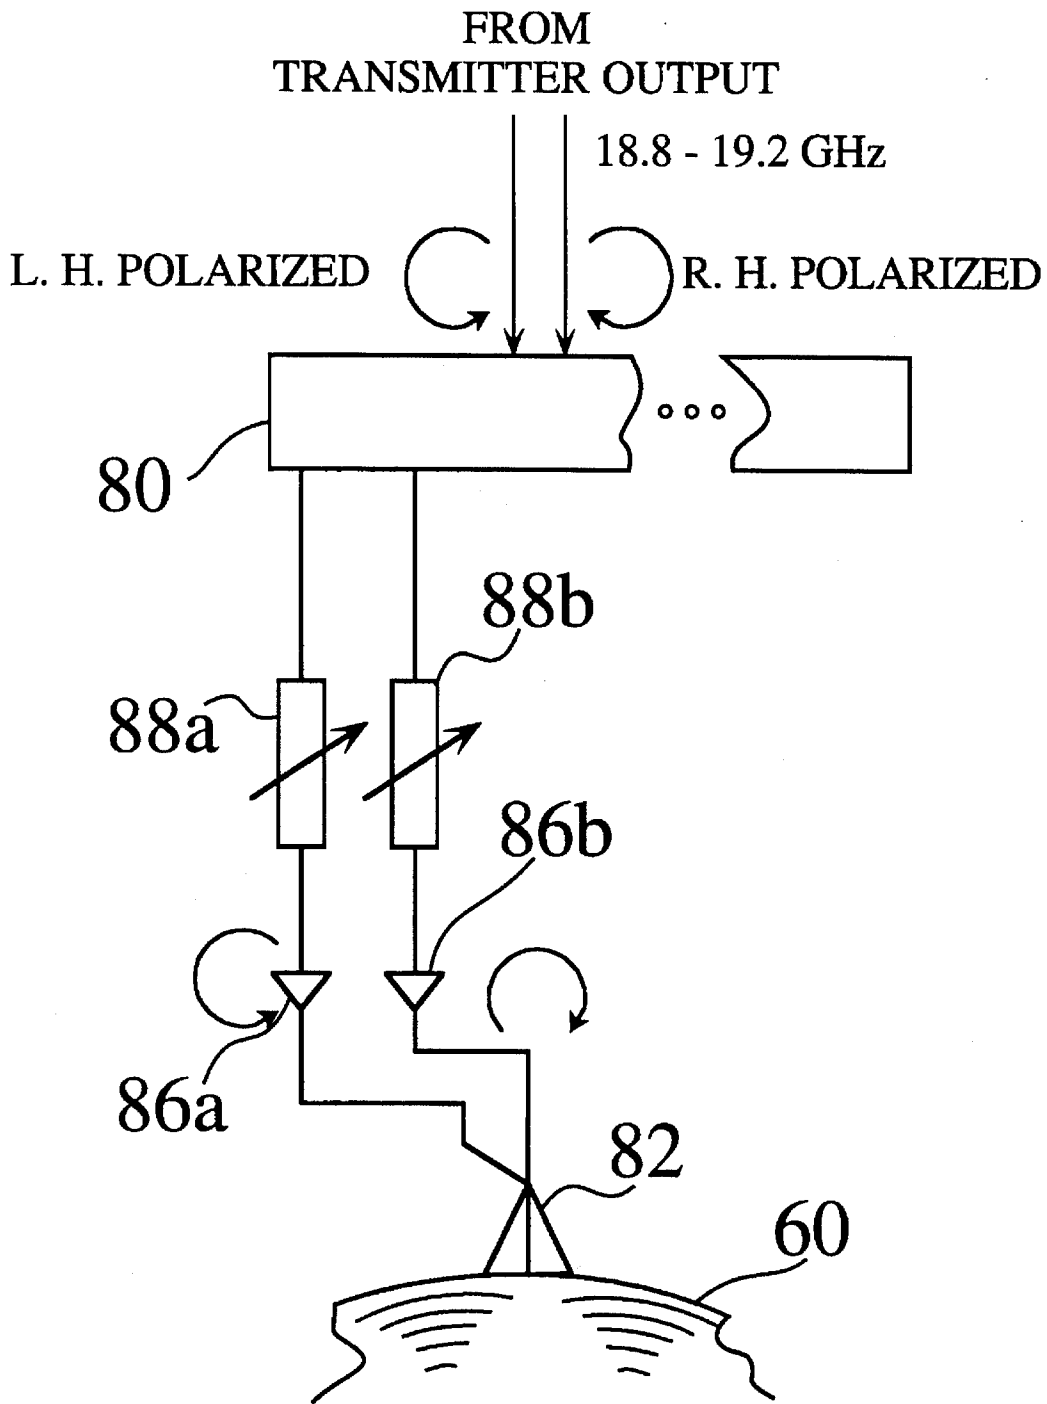 FROM
TRANSMITTER OUTPUT
18.8 - 19.2 GHz
L. H. POLARIZED
R. H. POLARIZED
80
88b
88a
86b
86a
82
60